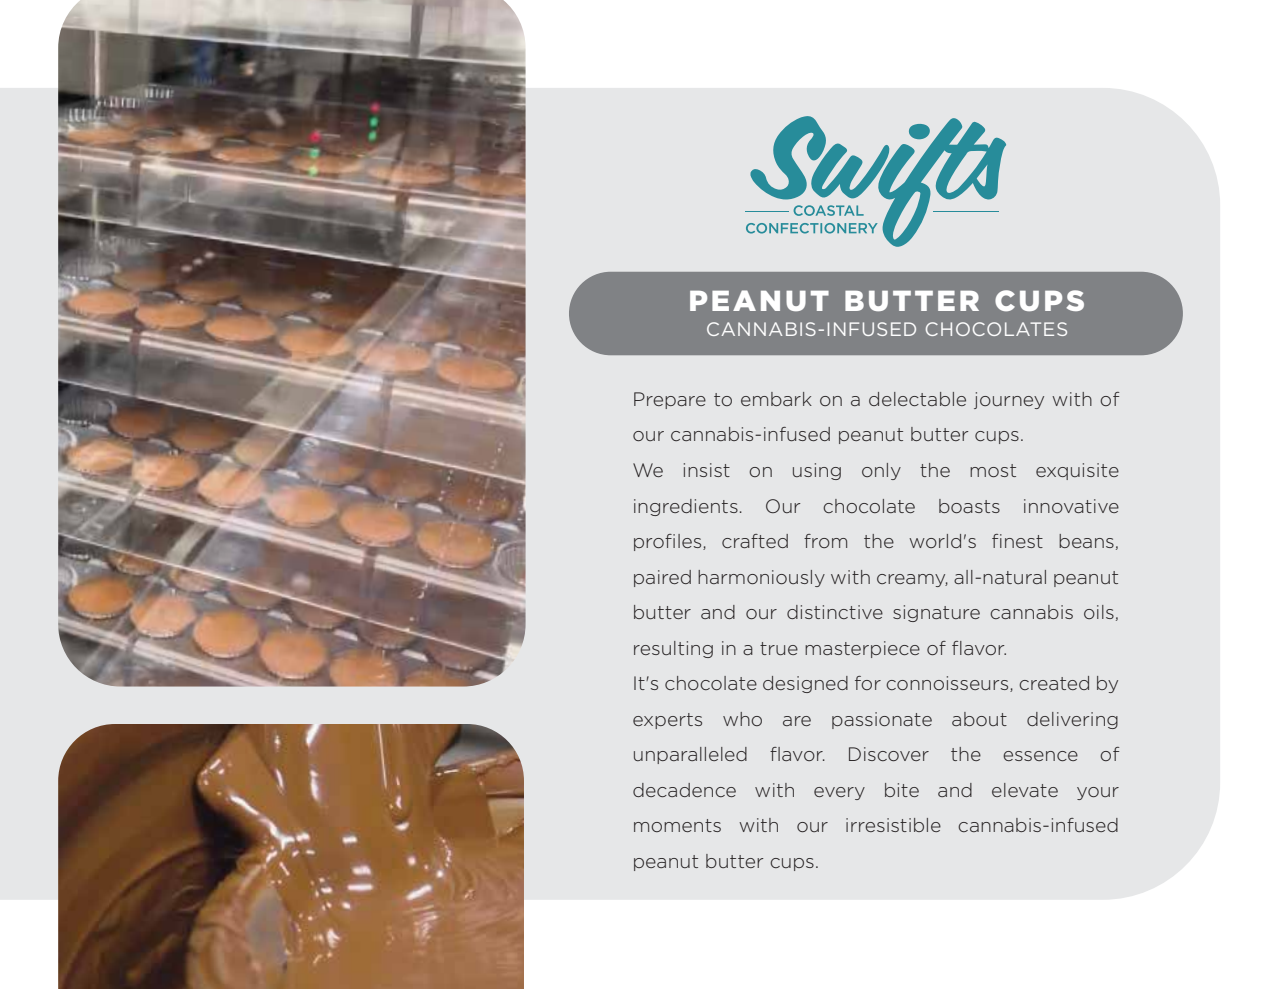 Swifts
COASTAL
CONFECTIONERY
PEANUT BUTTER CUPS
CANNABIS-INFUSED CHOCOLATES
Prepare to embark on a delectable journey with of
our cannabis-infused peanut butter cups.
We insist on using only the most exquisite
ingredients. Our chocolate boasts innovative
profiles, crafted from the world's finest beans,
paired harmoniously with creamy, all-natural peanut
butter and our distinctive signature cannabis oils,
resulting in a true masterpiece of flavor.
It's chocolate designed for connoisseurs, created by
experts who are passionate about delivering
unparalleled flavor. Discover the essence of
decadence with every bite and elevate your
moments with our irresistible cannabis-infused
peanut butter cups.